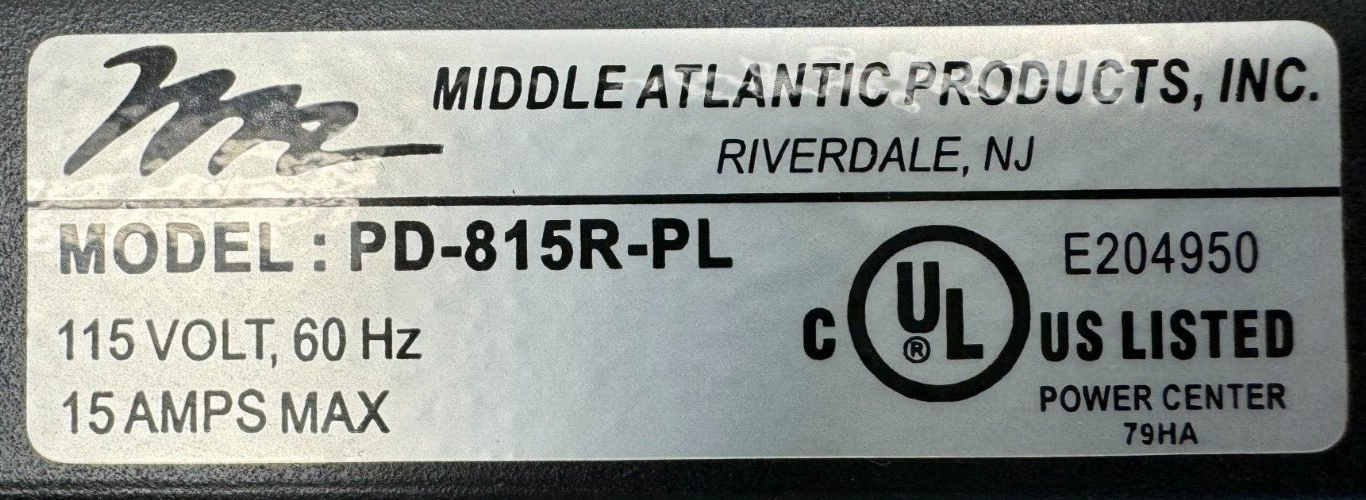 MIDDLE ATLANTIC PRODUCTS, INC.
RIVERDALE, NJ
MODEL : PD-815R-PL
115 VOLT, 60 Hz
15 AMPS MAX
E204950
C UL® US LISTED
POWER CENTER
79HA